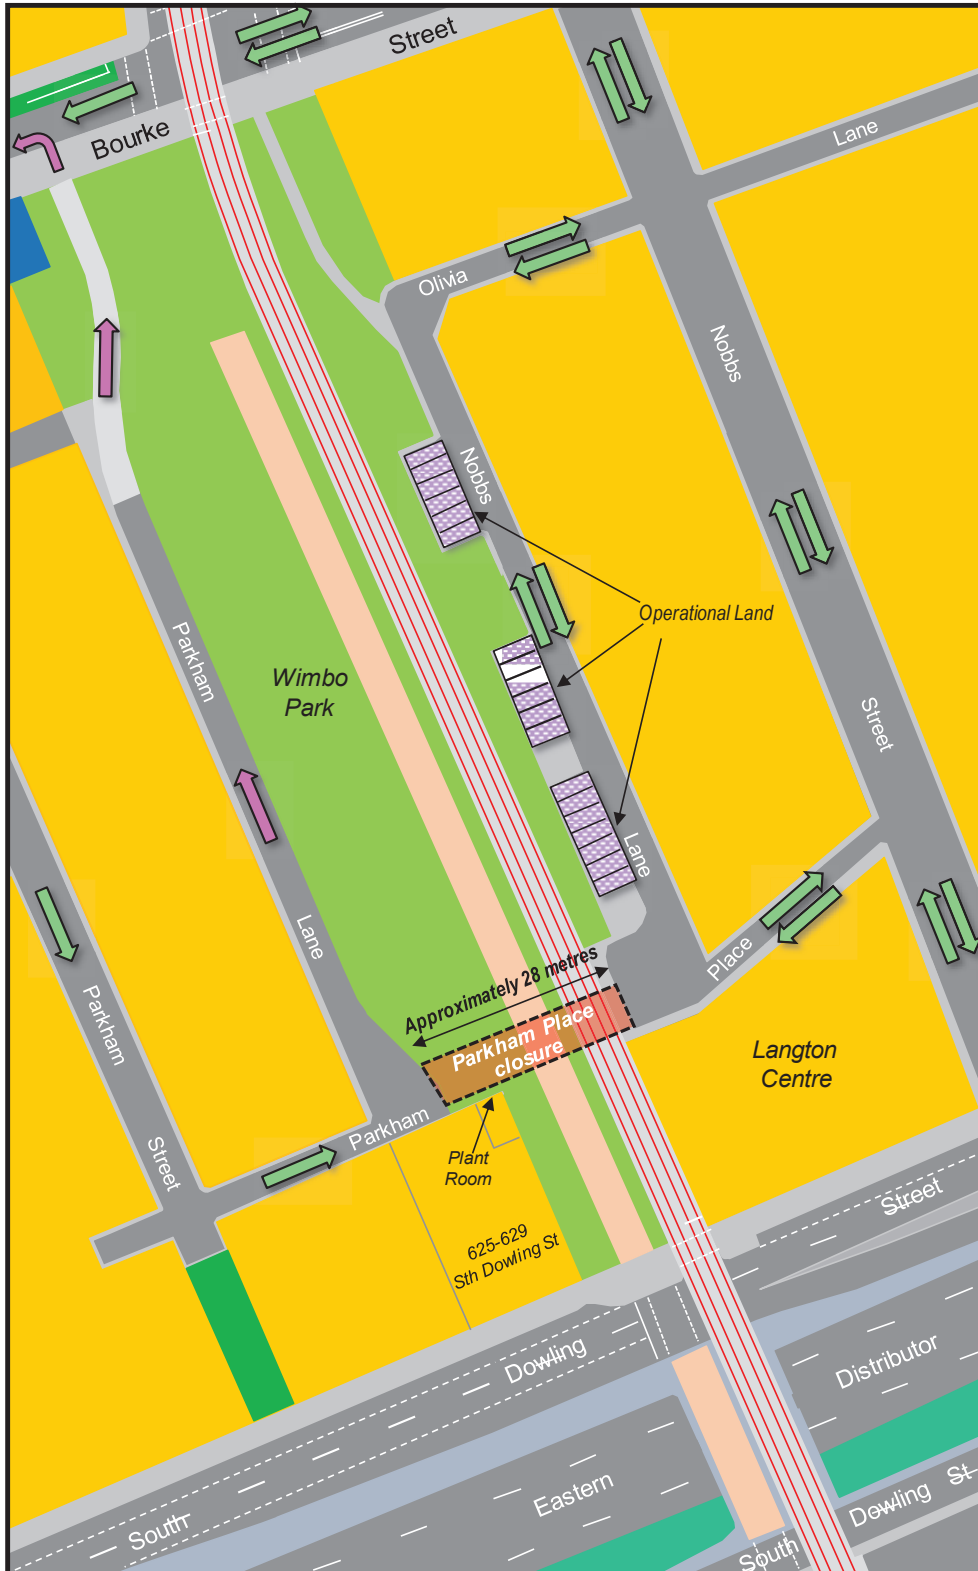 Street
Bourke
Lane
Olivia
Nobbs
Nobbs
Operational Land
Parkham
Wimbo
Park
Street
Lane
Lane
Place
Approximately 28 metres
Parkham Place
closure
Parkham
Langton
Centre
Parkham
Plant
Room
Street
Street
625-629
Sth Dowling St
Dowling
Distributor
Eastern
South
Dowling St
South